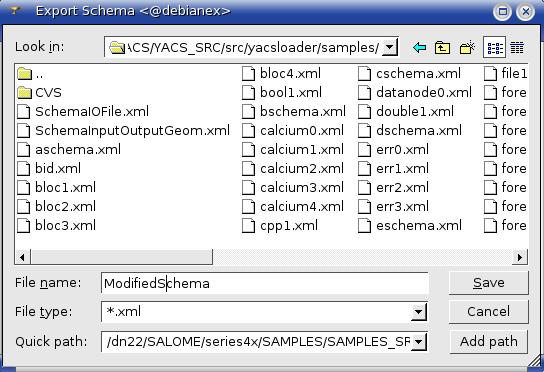 Export Schema <@debianex>
Look in: \ACS/YACS_SRC/src/yacsloader/samples/
.. bloc4.xml cschema.xml file1
CVS bool1.xml datanode0.xml fore
SchemaIOFile.xml bschema.xml double1.xml fore
SchemaInputOutputGeom.xml calcium0.xml dschema.xml fore
aschema.xml calcium1.xml err0.xml fore
bid.xml calcium2.xml err1.xml fore
bloc1.xml calcium3.xml err2.xml fore
bloc2.xml calcium4.xml err3.xml fore
bloc3.xml cpp1.xml eschema.xml fore
File name: ModifiedSchema Save
File type: *.xml Cancel
Quick path: /dn22/SALOME/series4x/SAMPLES/SAMPLES_SR Add path